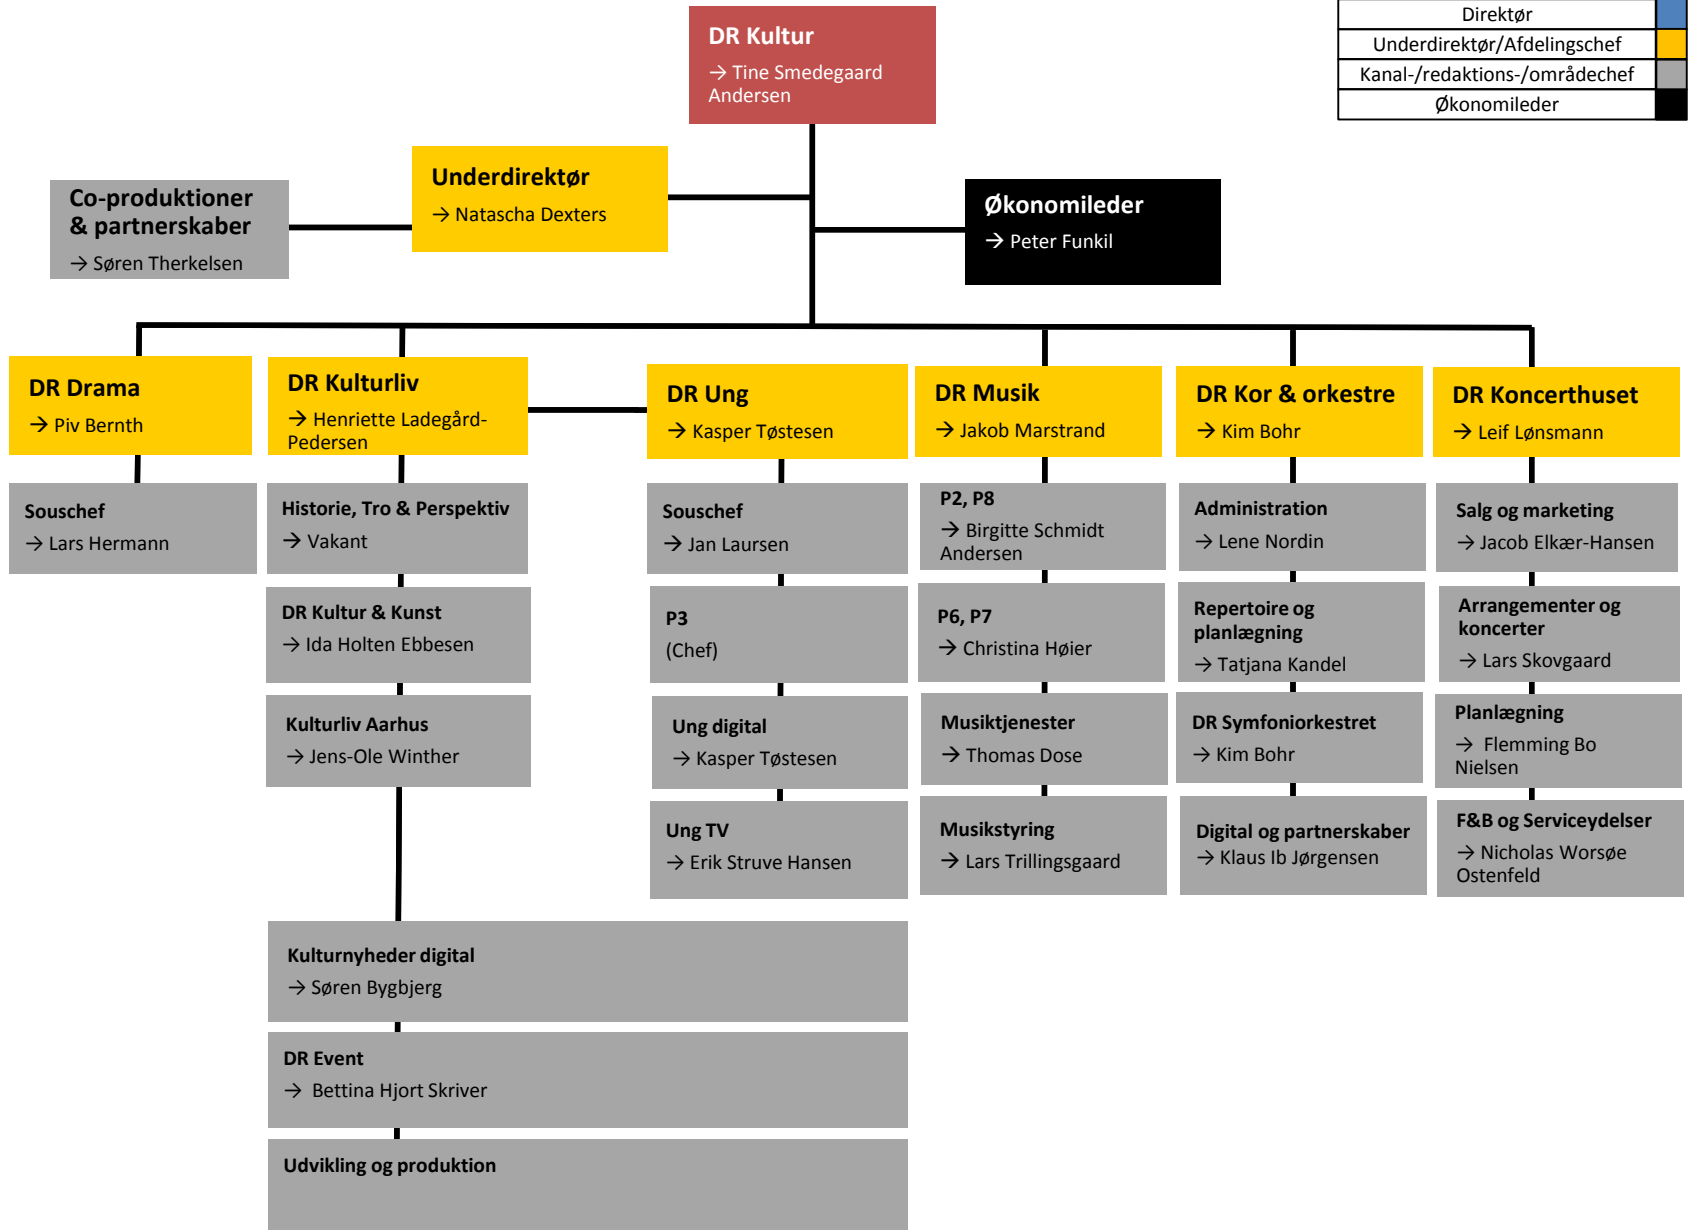 Direktør
Underdirektør/Afdelingschef
Kanal-/redaktions-/områdechef
Økonomileder
DR Kultur
→ Tine Smedegaard
Andersen
Underdirektør
→ Natascha Dexters
Co-produktioner
& partnerskaber
→ Søren Therkelsen
Økonomileder
→ Peter Funkil
DR Drama
→ Piv Bernth
Souschef
→ Lars Hermann
DR Kulturliv
→ Henriette Ladegård-
Pedersen
Historie, Tro & Perspektiv
→ Vakant
DR Kultur & Kunst
→ Ida Holten Ebbesen
Kulturliv Aarhus
→ Jens-Ole Winther
Kulturnyheder digital
→ Søren Bygbjerg
DR Event
→ Bettina Hjort Skriver
Udvikling og produktion
DR Ung
→ Kasper Tøstesen
Souschef
→ Jan Laursen
P3
(Chef)
Ung digital
→ Kasper Tøstesen
Ung TV
→ Erik Struve Hansen
DR Musik
→ Jakob Marstrand
P2, P8
→ Birgitte Schmidt
Andersen
P6, P7
→ Christina Høier
Musiktjenester
→ Thomas Dose
Musikstyring
→ Lars Trillingsgaard
DR Kor & orkestre
→ Kim Bohr
Administration
→ Lene Nordin
Repertoire og
planlægning
→ Tatjana Kandel
DR Symfoniorkestret
→ Kim Bohr
Digital og partnerskaber
→ Klaus Ib Jørgensen
DR Koncerthuset
→ Leif Lønsmann
Salg og marketing
→ Jacob Elkær-Hansen
Arrangementer og
koncerter
→ Lars Skovgaard
Planlægning
→ Flemming Bo
Nielsen
F&B og Serviceydelser
→ Nicholas Worsøe
Ostenfeld